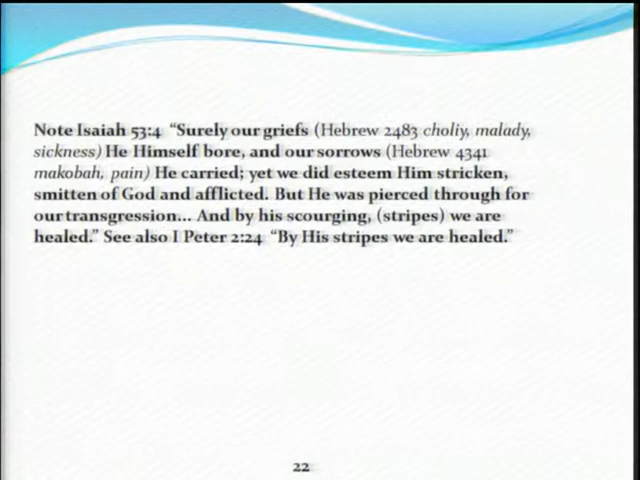 Note Isaiah 53:4 “Surely our griefs (Hebrew 2483 choliy, malady,
sickness) He Himself bore, and our sorrows (Hebrew 4341
makobah, pain) He carried; yet we did esteem Him stricken,
smitten of God and afflicted. But He was pierced through for
our transgression... And by his scourging, (stripes) we are
healed.” See also I Peter 2:24 “By His stripes we are healed.”
22